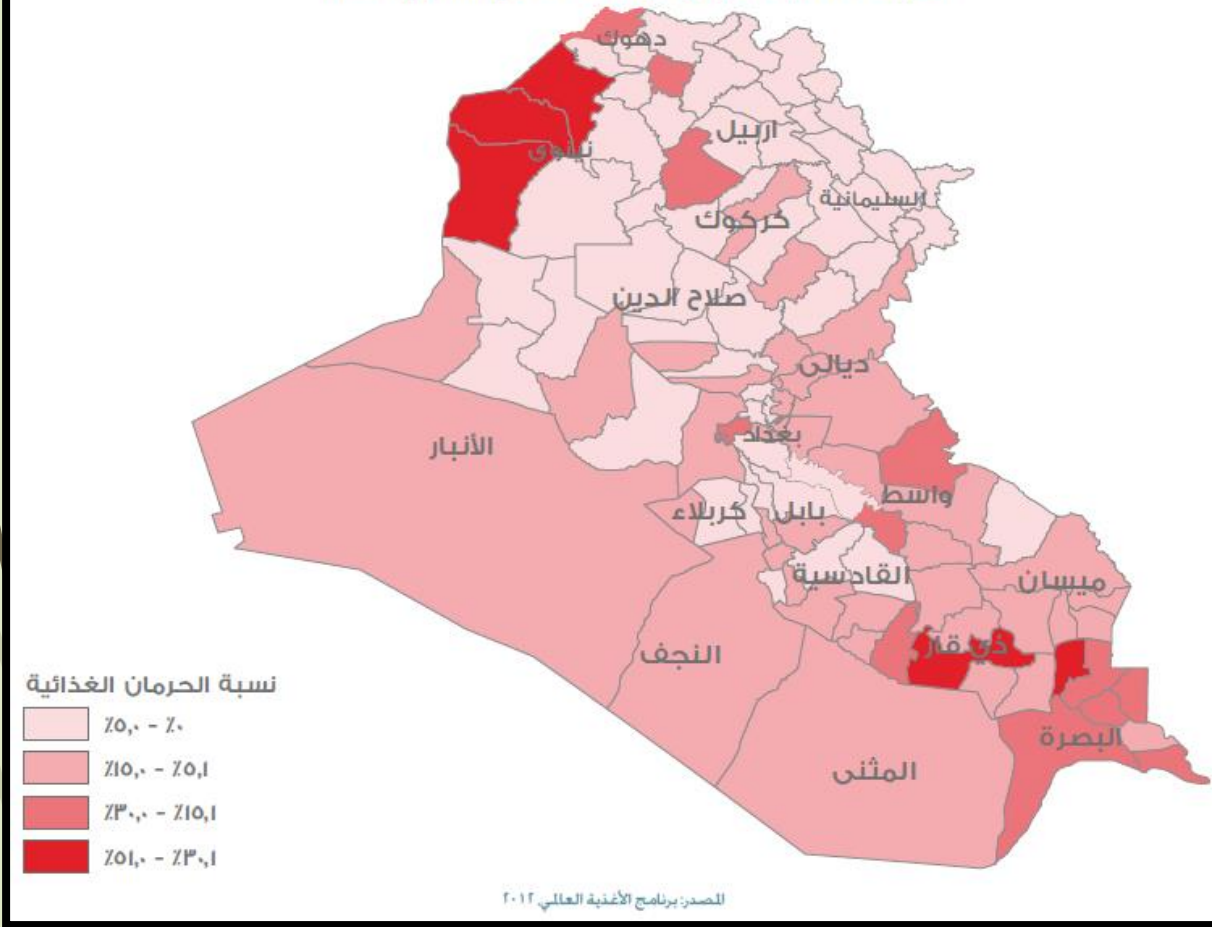 دهوك
اربيل
نينوى
السليمانية
كركوك
صلاح الدين
ديالى
بغداد
الأنبار
واسط
بابل
كربلاء
القادسية
ميسان
ذي قار
النجف
البصرة
المثنى
نسبة الحرمان الغذائية
٪٠ - ٪٥,٠
٪٥,١ - ٪١٥,٠
٪١٥,١ - ٪٣٠,٠
٪٣٠,١ - ٪٥١,٠
المصدر: برنامج الأغذية العالمي ٢٠١٢